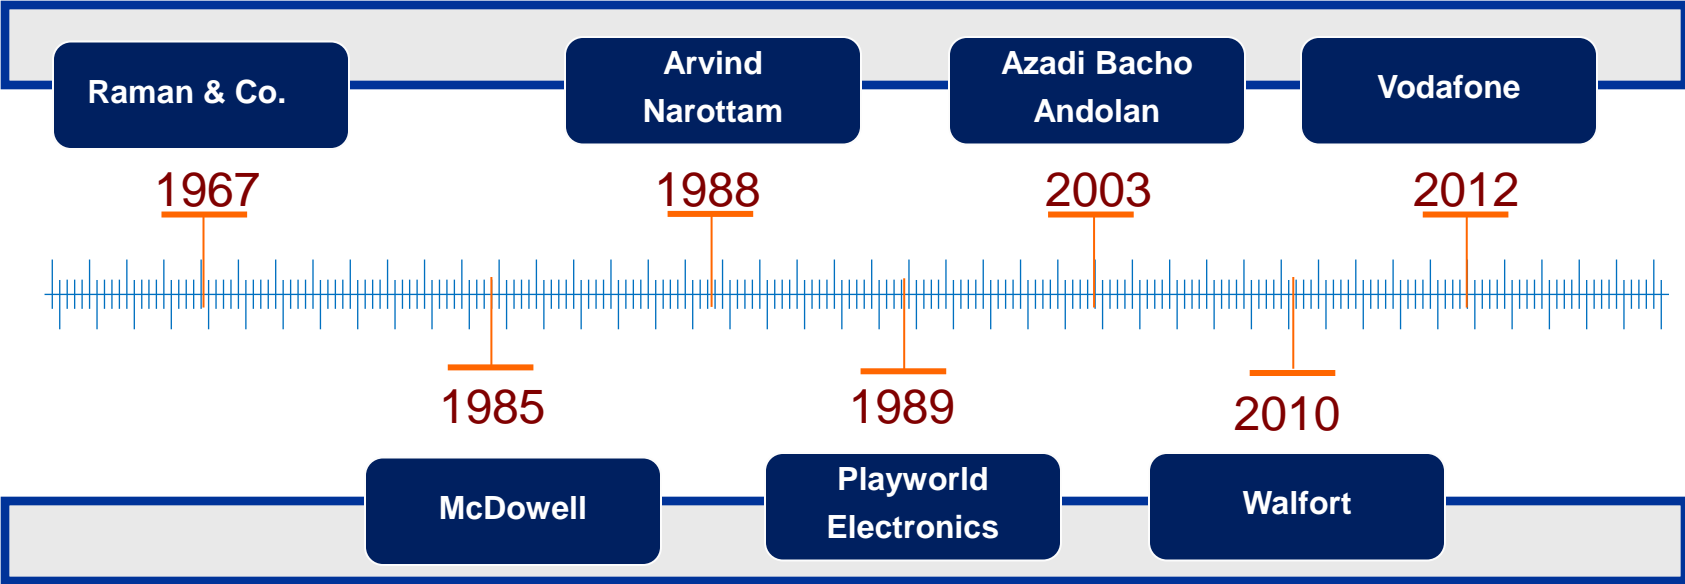 Raman & Co.
Arvind
Narottam
Azadi Bacho
Andolan
Vodafone
1967
1988
2003
2012
1985
1989
2010
McDowell
Playworld
Electronics
Walfort